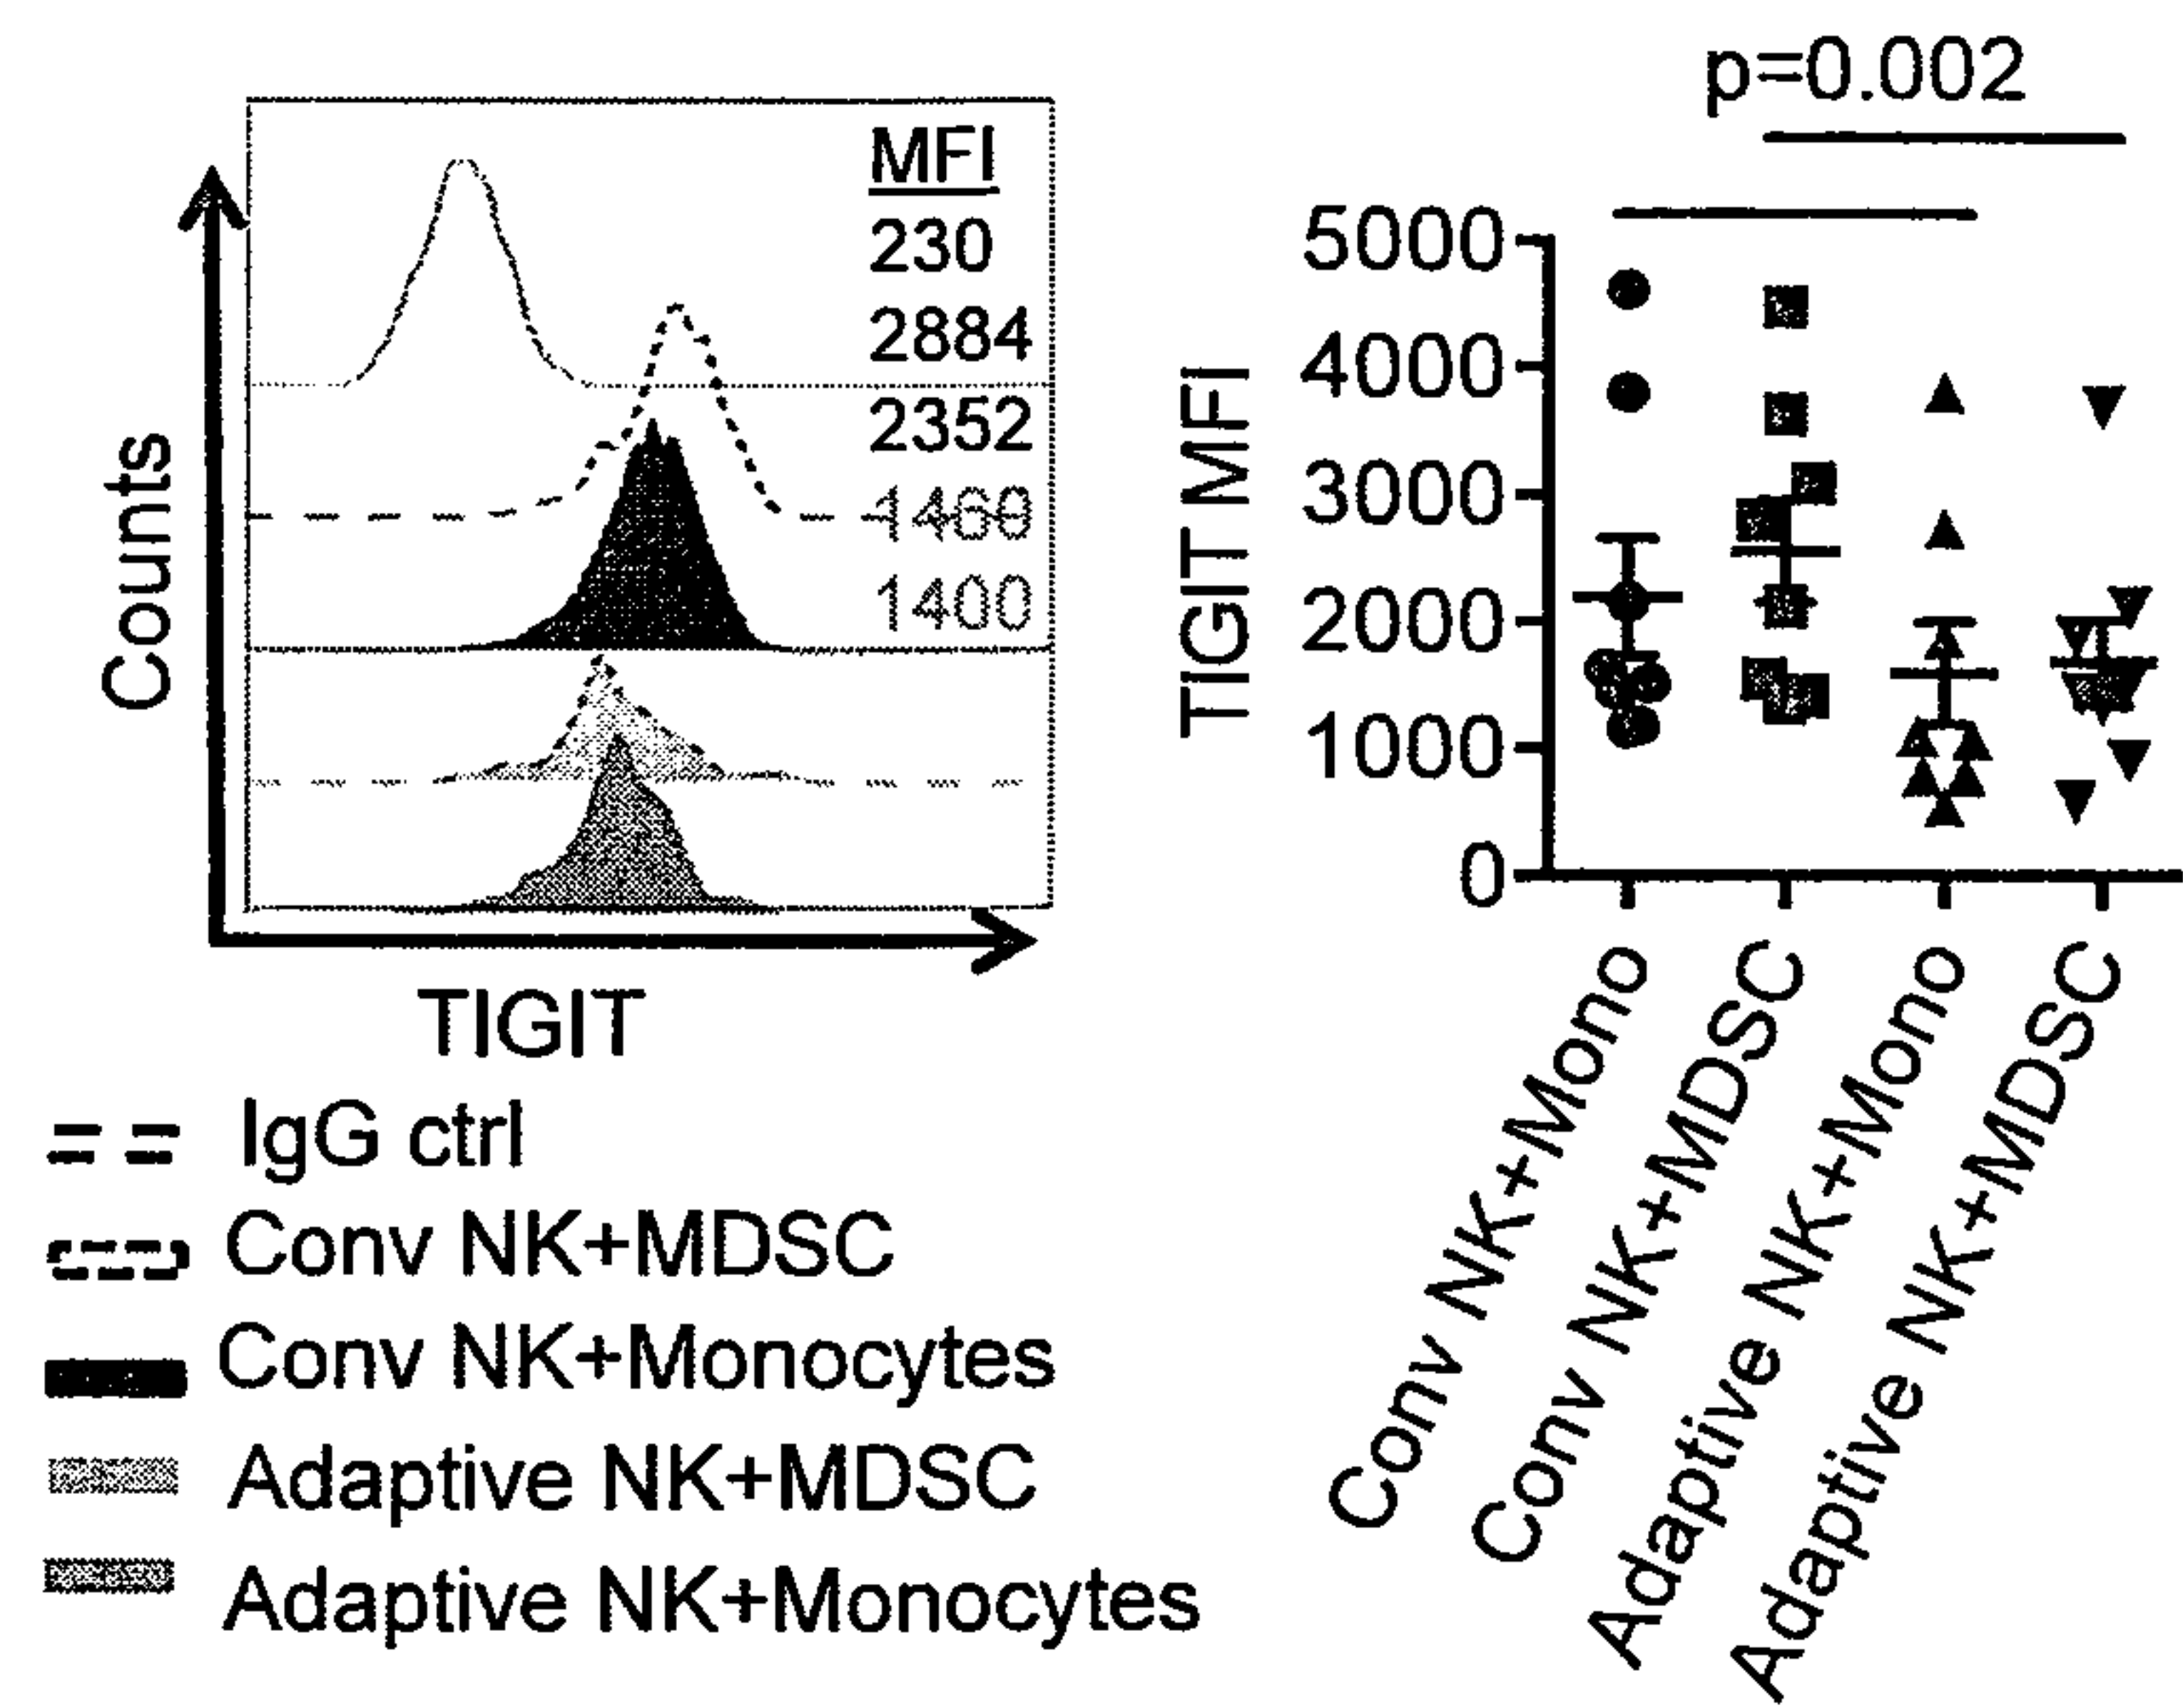 MFI
230
2884
2352
1460
1400
Counts
TIGIT
IgG ctrl
Conv NK+MDSC
Conv NK+Monocytes
Adaptive NK+MDSC
Adaptive NK+Monocytes
p=0.002
TIGIT MFI
5000
4000
3000
2000
1000
0
Conv NK+Mono
Conv NK+MDSC
Adaptive NK+Mono
Adaptive NK+MDSC